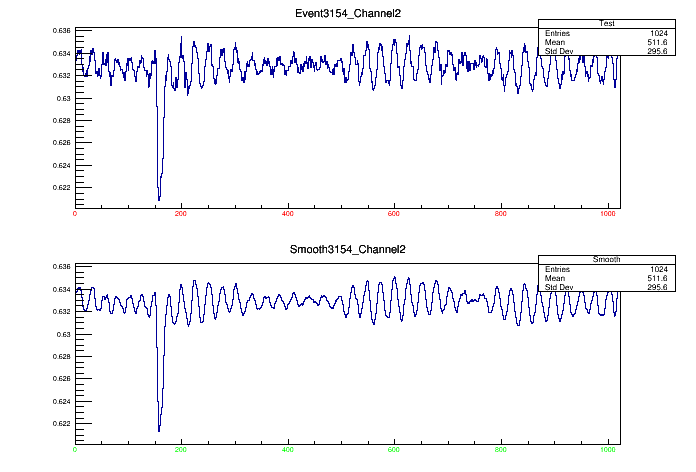 Event3154_Channel2
Test
Entries 1024
Mean 511.6
Std Dev 295.6
0.636
0.634
0.632
0.63
0.628
0.626
0.624
0.622
0 200 400 600 800 1000
Smooth3154_Channel2
Smooth
Entries 1024
Mean 511.6
Std Dev 295.6
0.636
0.634
0.632
0.63
0.628
0.626
0.624
0.622
0 200 400 600 800 1000